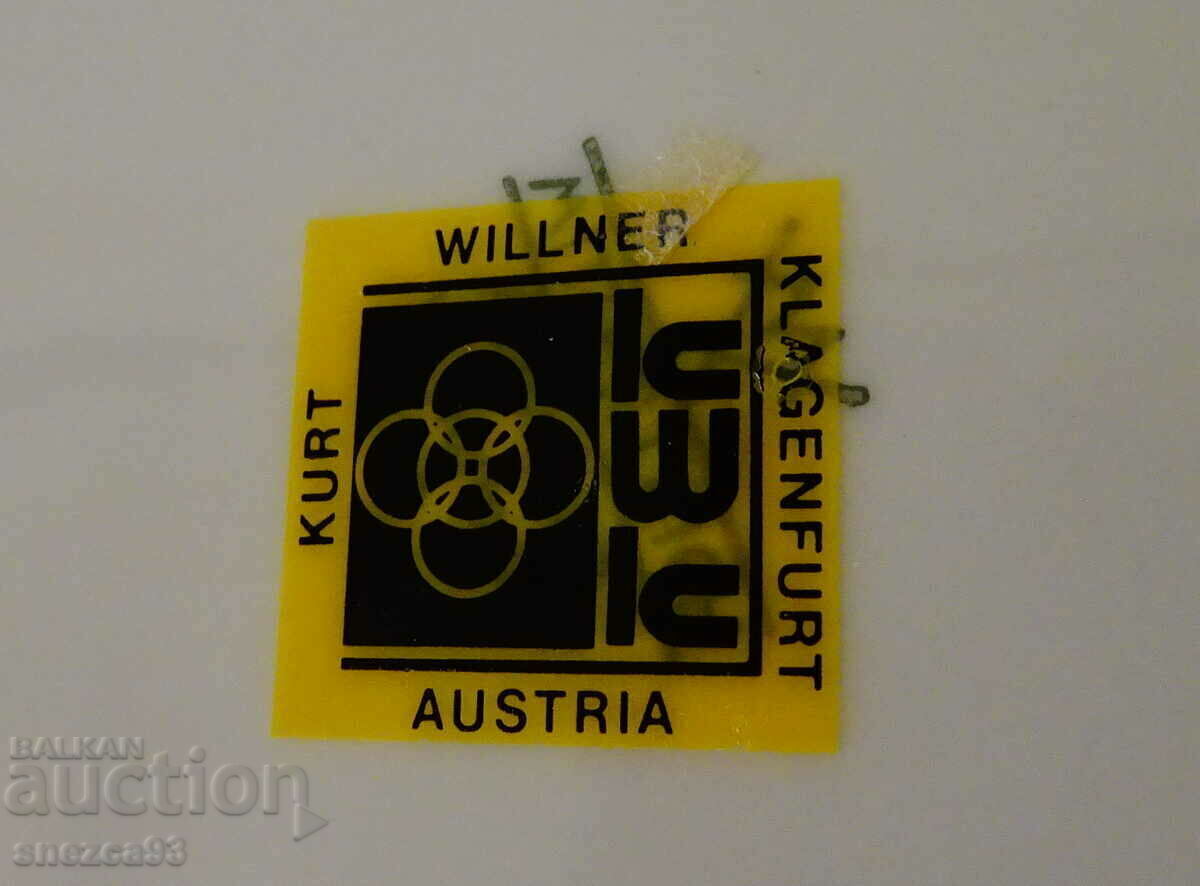 WILLNER
KLAGENFURT
KURT
AUSTRIA
BALKAN
auction
snezca93